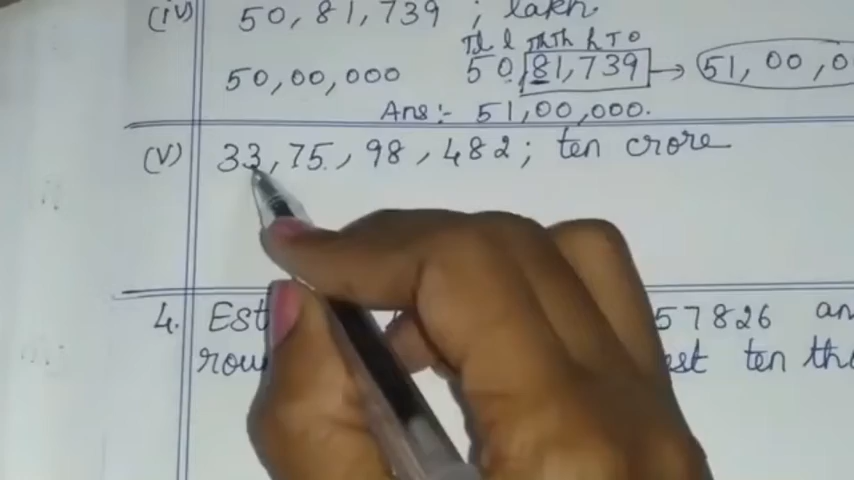 (iv) 50,81,739 ; lakh.
TL L TTh Th h T O
50,00,000 50,81,739 → 51,00,0
Ans:- 51,00,000.
(v) 33,75,98,482; ten crore
4. Est 57826 an
rou est ten th